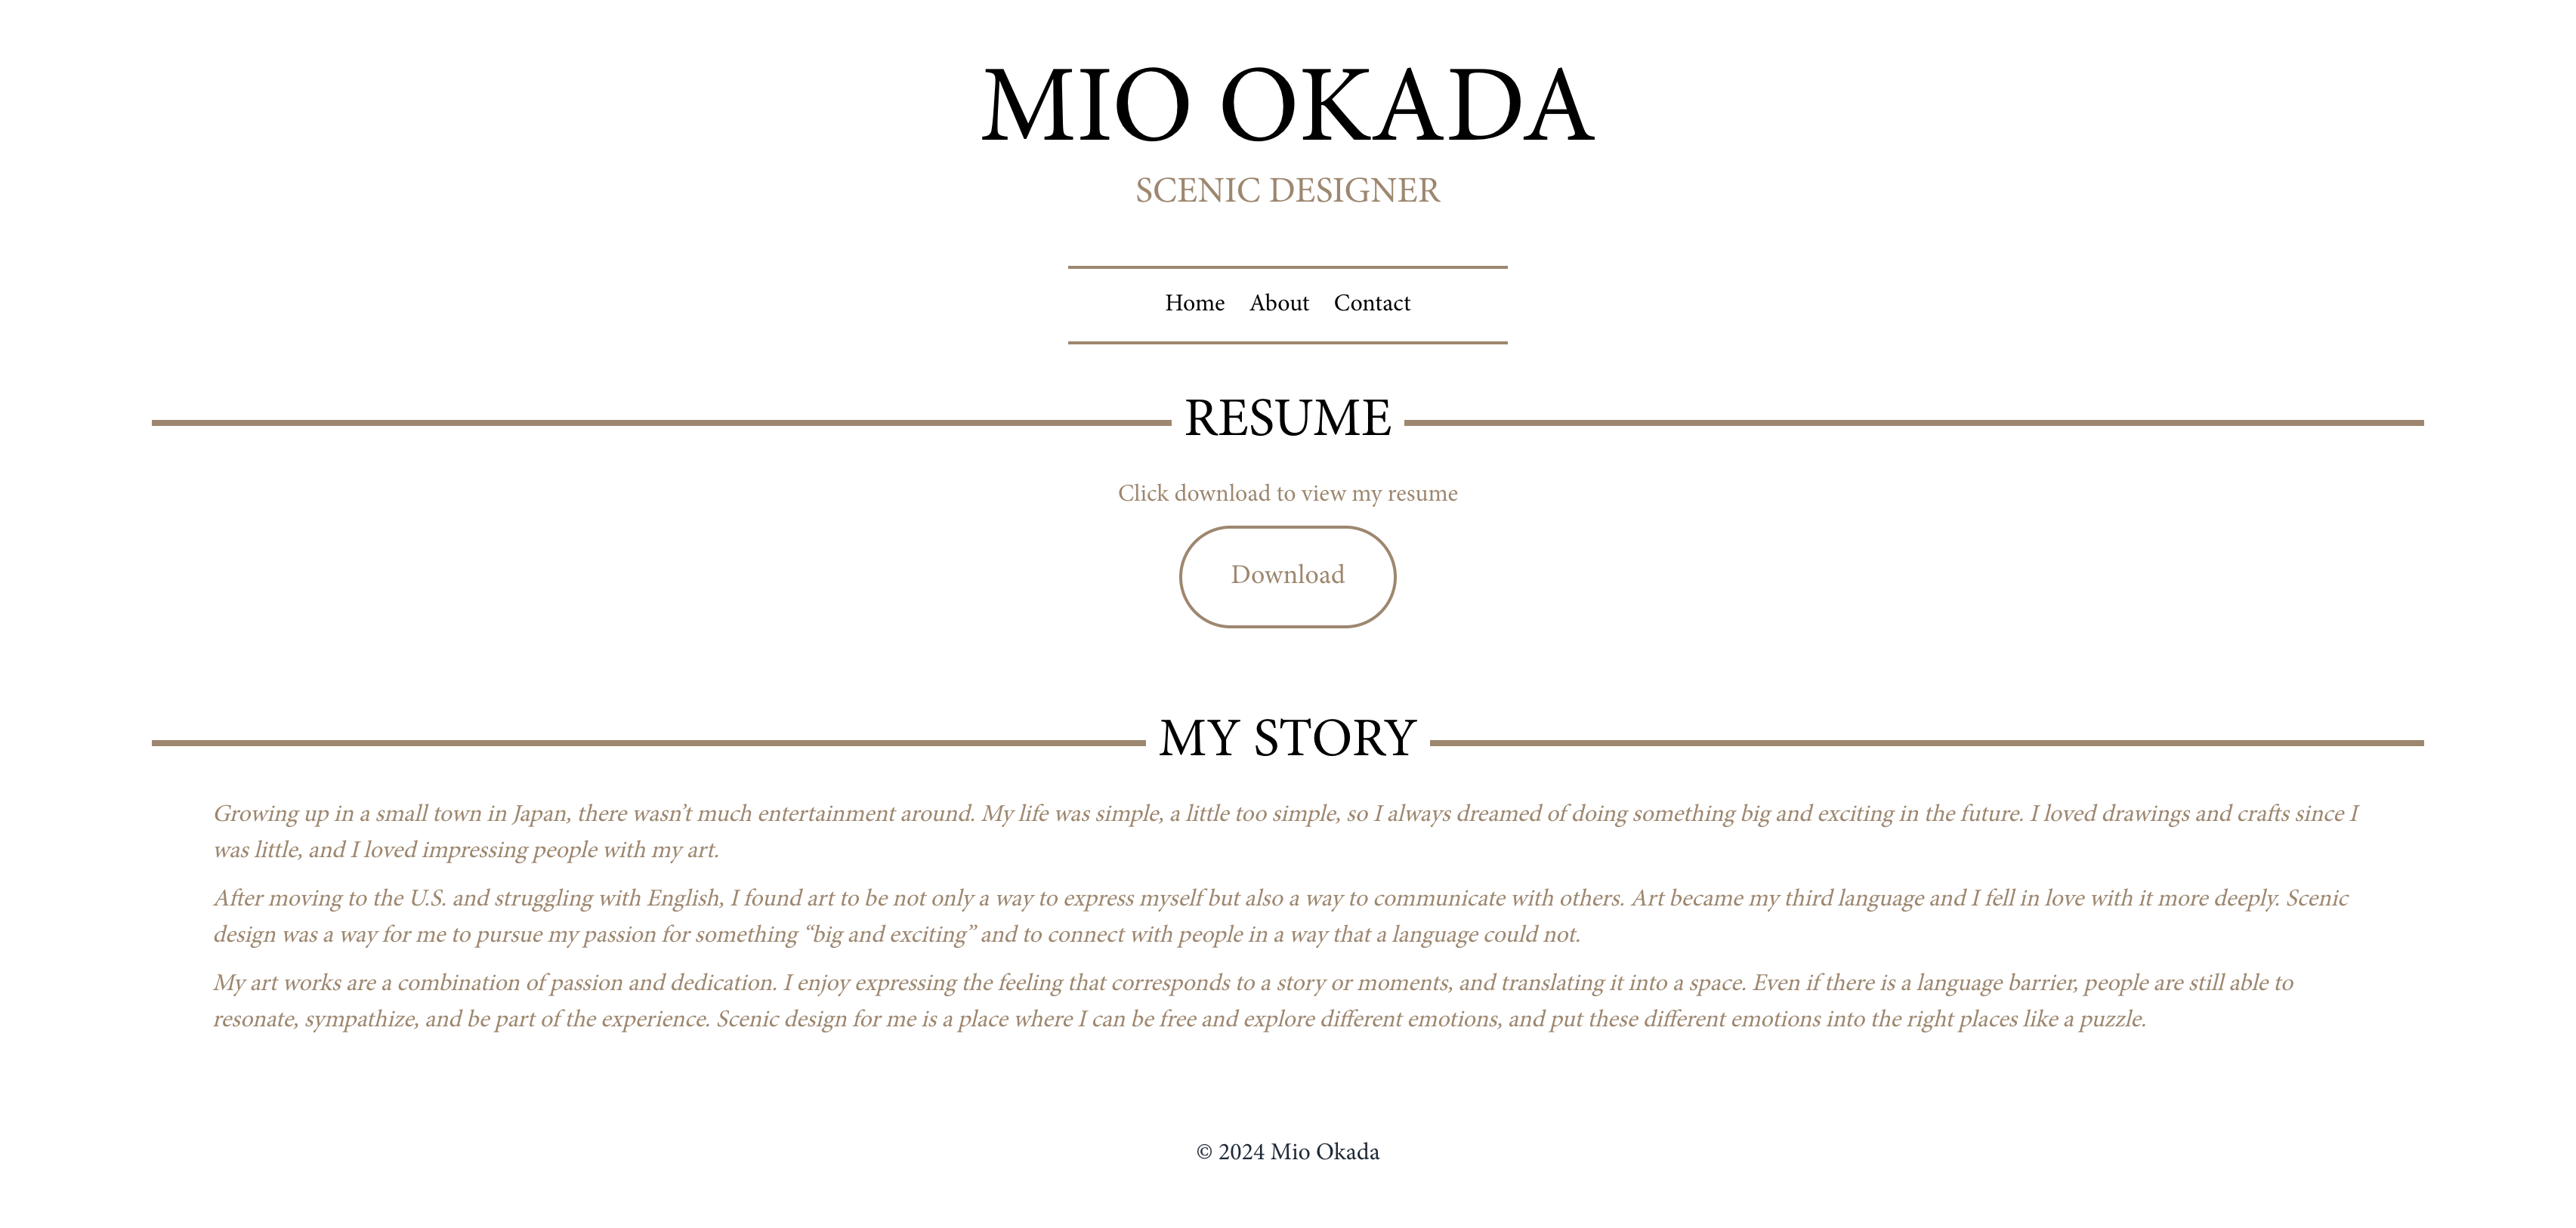 MIO OKADA
SCENIC DESIGNER
Home About Contact
RESUME
Click download to view my resume
Download
MY STORY
Growing up in a small town in Japan, there wasn’t much entertainment around. My life was simple, a little too simple, so I always dreamed of doing something big and exciting in the future. I loved drawings and crafts since I
was little, and I loved impressing people with my art.
After moving to the U.S. and struggling with English, I found art to be not only a way to express myself but also a way to communicate with others. Art became my third language and I fell in love with it more deeply. Scenic
design was a way for me to pursue my passion for something “big and exciting” and to connect with people in a way that a language could not.
My art works are a combination of passion and dedication. I enjoy expressing the feeling that corresponds to a story or moments, and translating it into a space. Even if there is a language barrier, people are still able to
resonate, sympathize, and be part of the experience. Scenic design for me is a place where I can be free and explore different emotions, and put these different emotions into the right places like a puzzle.
© 2024 Mio Okada